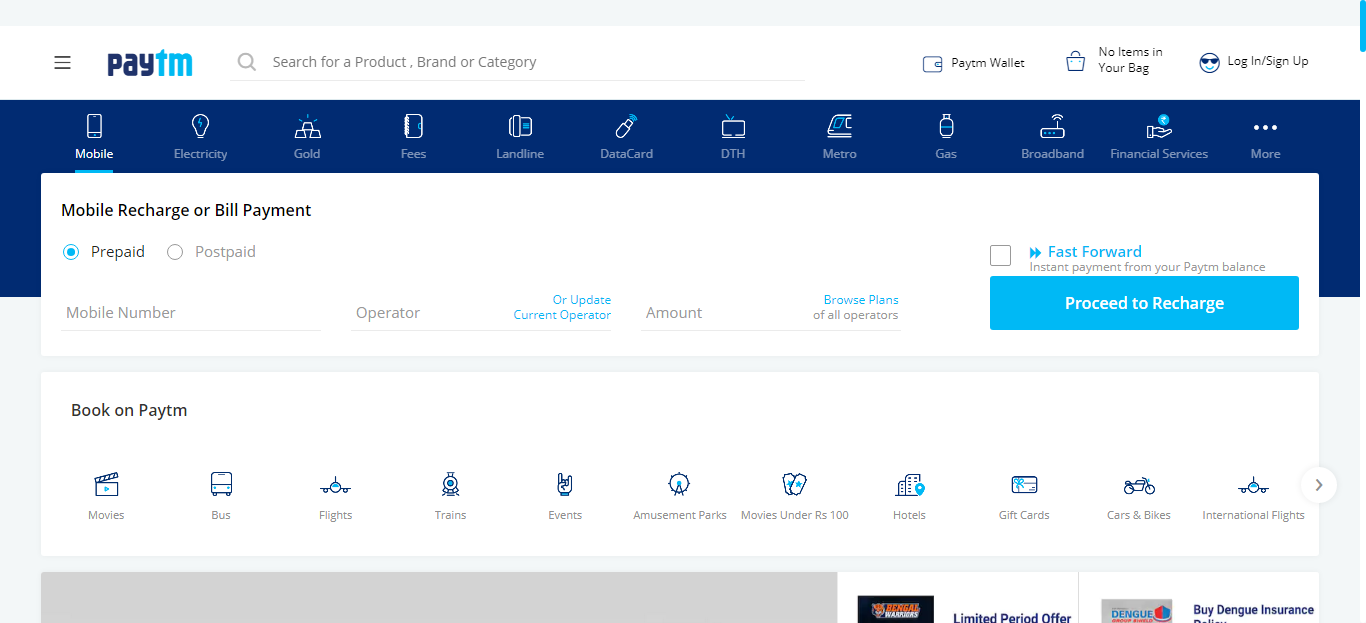 paytm
Search for a Product , Brand or Category
Paytm Wallet
No Items in
Your Bag
Log In/Sign Up
Mobile
Electricity
Gold
Fees
Landline
DataCard
DTH
Metro
Gas
Broadband
Financial Services
More
Mobile Recharge or Bill Payment
Prepaid
Postpaid
Fast Forward
Instant payment from your Paytm balance
Mobile Number
Operator
Or Update
Current Operator
Amount
Browse Plans
of all operators
Proceed to Recharge
Book on Paytm
Movies
Bus
Flights
Trains
Events
Amusement Parks
Movies Under Rs 100
Hotels
Gift Cards
Cars & Bikes
International Flights
BENGAL
WARRIORS
Limited Period Offer
DENGUE
GROUP SHIELD
Buy Dengue Insurance
Policy